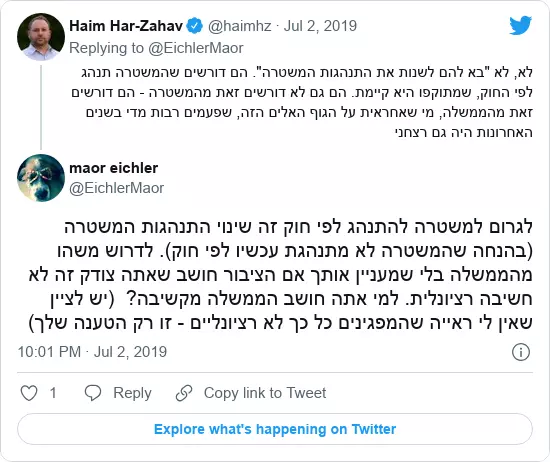 Haim Har-Zahav @haimhz · Jul 2, 2019
Replying to @EichlerMaor
לא, לא "בא להם לשנות את התנהגות המשטרה". הם דורשים שהמשטרה תנהג
לפי החוק, שמתוקפו היא קיימת. הם גם לא דורשים זאת מהמשטרה - הם דורשים
זאת מהממשלה, מי שאחראית על הגוף האלים הזה, שפעמים רבות מדי בשנים
האחרונות היה גם רצחני
maor eichler
@EichlerMaor
לגרום למשטרה להתנהג לפי חוק זה שינוי התנהגות המשטרה
(בהנחה שהמשטרה לא מתנהגת עכשיו לפי חוק). לדרוש משהו
מהממשלה בלי שמעניין אותך אם הציבור חושב שאתה צודק זה לא
חשיבה רציונלית. למי אתה חושב הממשלה מקשיבה?  (יש לציין
שאין לי ראייה שהמפגינים כל כך לא רציונליים - זו רק הטענה שלך)
10:01 PM · Jul 2, 2019
1 Reply Copy link to Tweet
Explore what's happening on Twitter